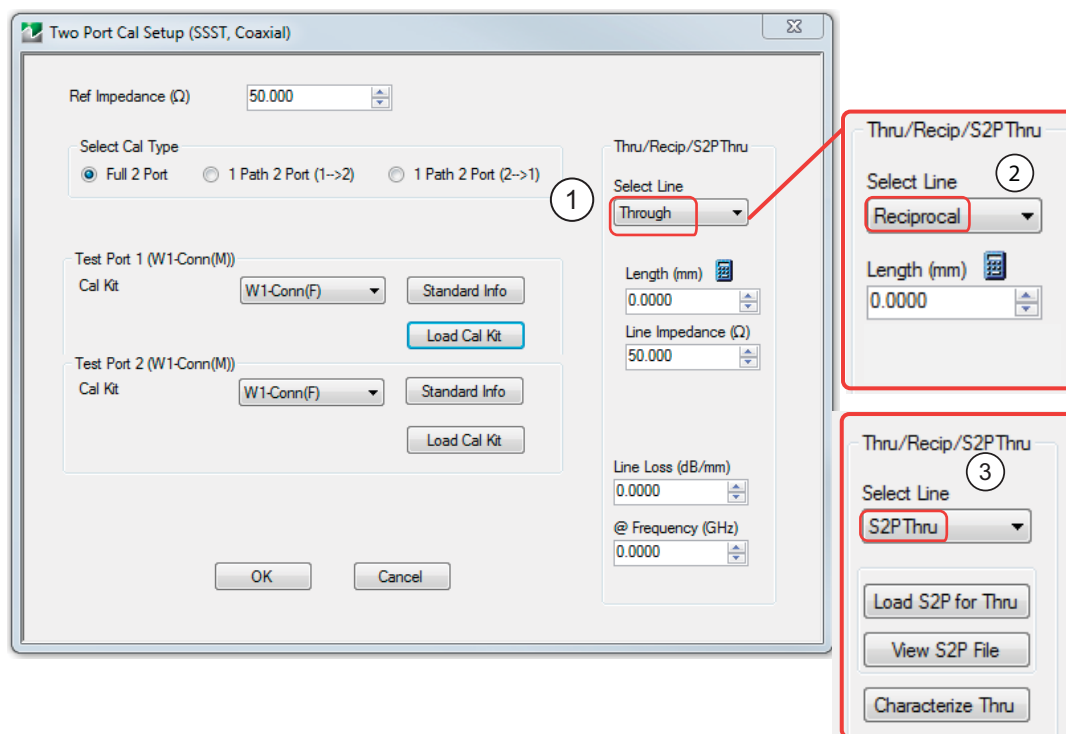 Two Port Cal Setup (SSST, Coaxial)
Ref Impedance (Ω)
50.000
Select Cal Type
Full 2 Port
1 Path 2 Port (1-->2)
1 Path 2 Port (2-->1)
Test Port 1 (W1-Conn(M))
Cal Kit
W1-Conn(F)
Standard Info
Load Cal Kit
Test Port 2 (W1-Conn(M))
Cal Kit
W1-Conn(F)
Standard Info
Load Cal Kit
OK
Cancel
1
Thru/Recip/S2PThru
Select Line
Through
Length (mm)
0.0000
Line Impedance (Ω)
50.000
Line Loss (dB/mm)
0.0000
@ Frequency (GHz)
0.0000
Thru/Recip/S2PThru
2
Select Line
Reciprocal
Length (mm)
0.0000
Thru/Recip/S2PThru
3
Select Line
S2PThru
Load S2P for Thru
View S2P File
Characterize Thru